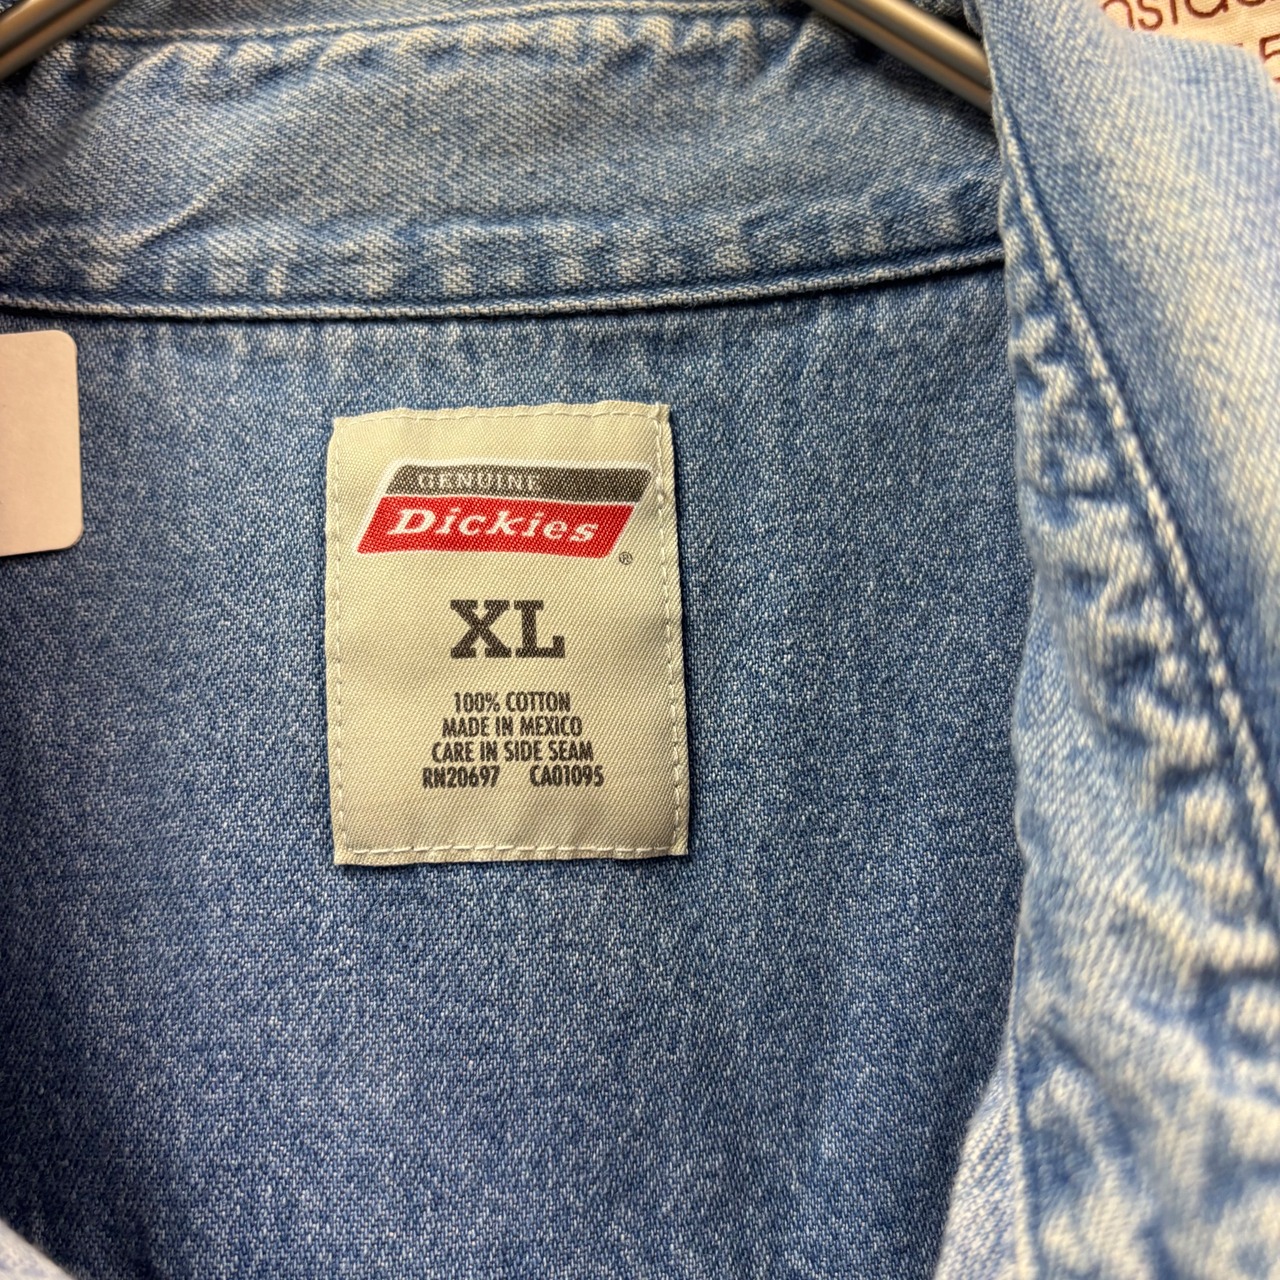 GENUINE
Dickies®
XL
100% COTTON
MADE IN MEXICO
CARE IN SIDE SEAM
RN20697 CA01095